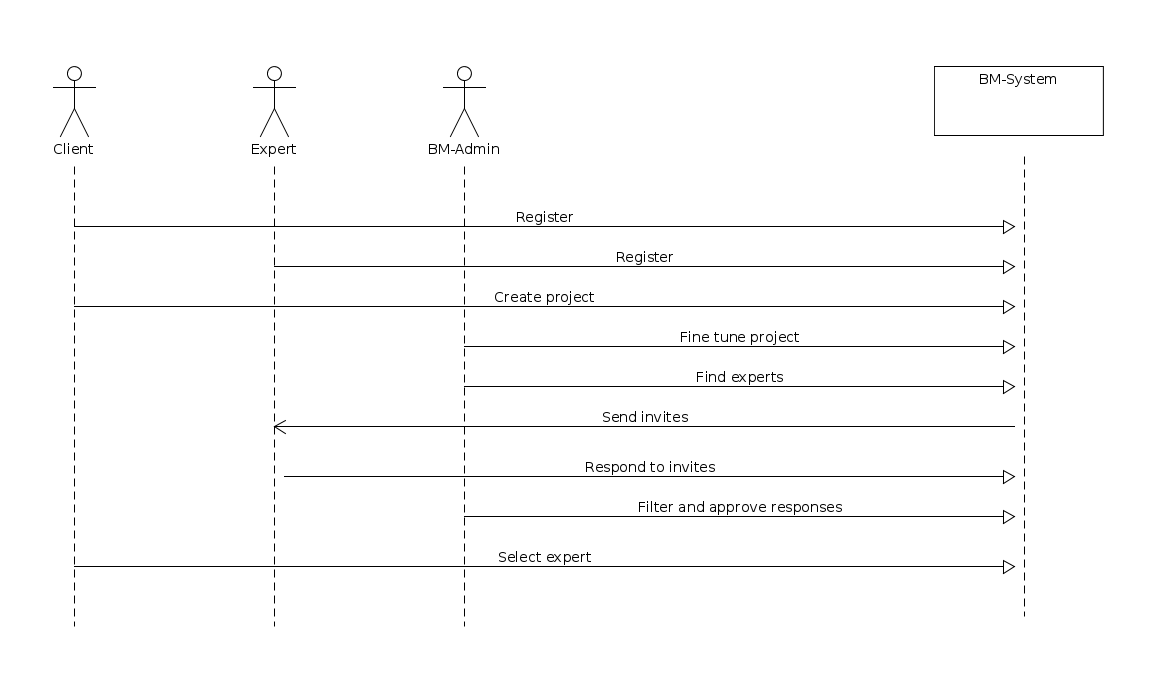 BM-System
Client
Expert
BM-Admin
Register
Register
Create project
Fine tune project
Find experts
Send invites
Respond to invites
Filter and approve responses
Select expert